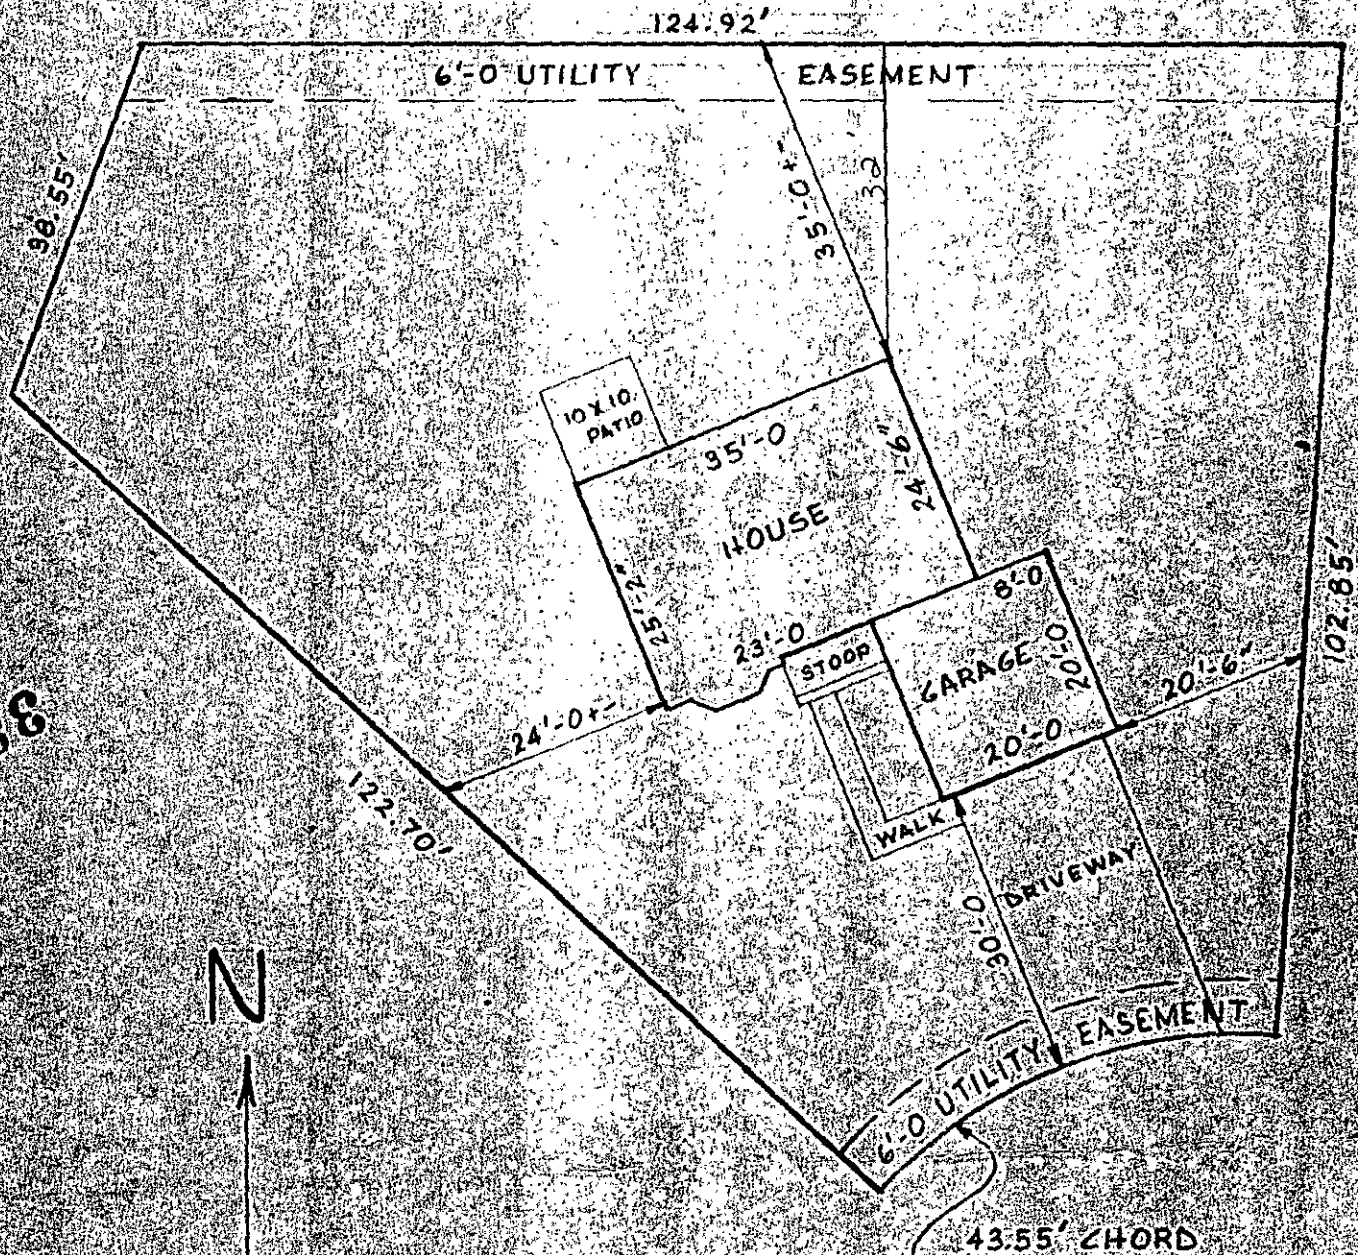 124.92'
6'-0 UTILITY EASEMENT
38.55'
35'-0+-
32
10 X 10
PATIO
35'-0
24'-6"
HOUSE
25'-2"
23'-0
STOOP
8'-0
GARAGE
20'-0
20'-0
20'-6"
102.85'
24'-0+-
122.70'
WALK
DRIVEWAY
30'-0
N
6'-0 UTILITY EASEMENT
43.55' CHORD